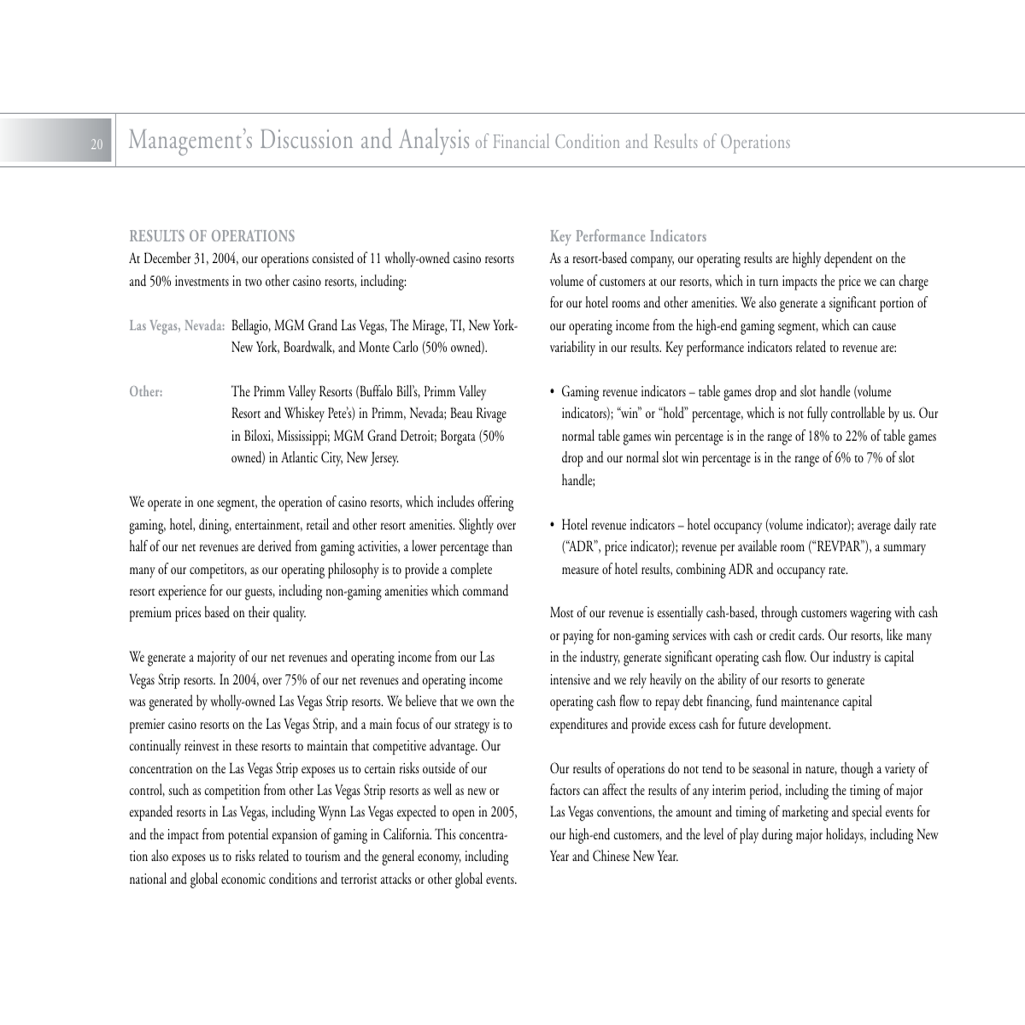 20
Management's Discussion and Analysis of Financial Condition and Results of Operations
RESULTS OF OPERATIONS
At December 31, 2004, our operations consisted of 11 wholly-owned casino resorts
and 50% investments in two other casino resorts, including:
Las Vegas, Nevada: Bellagio, MGM Grand Las Vegas, The Mirage, TI, New York-
New York, Boardwalk, and Monte Carlo (50% owned).
Other: The Primm Valley Resorts (Buffalo Bill's, Primm Valley
Resort and Whiskey Pete's) in Primm, Nevada; Beau Rivage
in Biloxi, Mississippi; MGM Grand Detroit; Borgata (50%
owned) in Atlantic City, New Jersey.
We operate in one segment, the operation of casino resorts, which includes offering
gaming, hotel, dining, entertainment, retail and other resort amenities. Slightly over
half of our net revenues are derived from gaming activities, a lower percentage than
many of our competitors, as our operating philosophy is to provide a complete
resort experience for our guests, including non-gaming amenities which command
premium prices based on their quality.
We generate a majority of our net revenues and operating income from our Las
Vegas Strip resorts. In 2004, over 75% of our net revenues and operating income
was generated by wholly-owned Las Vegas Strip resorts. We believe that we own the
premier casino resorts on the Las Vegas Strip, and a main focus of our strategy is to
continually reinvest in these resorts to maintain that competitive advantage. Our
concentration on the Las Vegas Strip exposes us to certain risks outside of our
control, such as competition from other Las Vegas Strip resorts as well as new or
expanded resorts in Las Vegas, including Wynn Las Vegas expected to open in 2005,
and the impact from potential expansion of gaming in California. This concentra-
tion also exposes us to risks related to tourism and the general economy, including
national and global economic conditions and terrorist attacks or other global events.
Key Performance Indicators
As a resort-based company, our operating results are highly dependent on the
volume of customers at our resorts, which in turn impacts the price we can charge
for our hotel rooms and other amenities. We also generate a significant portion of
our operating income from the high-end gaming segment, which can cause
variability in our results. Key performance indicators related to revenue are:
• Gaming revenue indicators – table games drop and slot handle (volume
indicators); “win” or “hold” percentage, which is not fully controllable by us. Our
normal table games win percentage is in the range of 18% to 22% of table games
drop and our normal slot win percentage is in the range of 6% to 7% of slot
handle;
• Hotel revenue indicators – hotel occupancy (volume indicator); average daily rate
(“ADR”, price indicator); revenue per available room (“REVPAR”), a summary
measure of hotel results, combining ADR and occupancy rate.
Most of our revenue is essentially cash-based, through customers wagering with cash
or paying for non-gaming services with cash or credit cards. Our resorts, like many
in the industry, generate significant operating cash flow. Our industry is capital
intensive and we rely heavily on the ability of our resorts to generate
operating cash flow to repay debt financing, fund maintenance capital
expenditures and provide excess cash for future development.
Our results of operations do not tend to be seasonal in nature, though a variety of
factors can affect the results of any interim period, including the timing of major
Las Vegas conventions, the amount and timing of marketing and special events for
our high-end customers, and the level of play during major holidays, including New
Year and Chinese New Year.